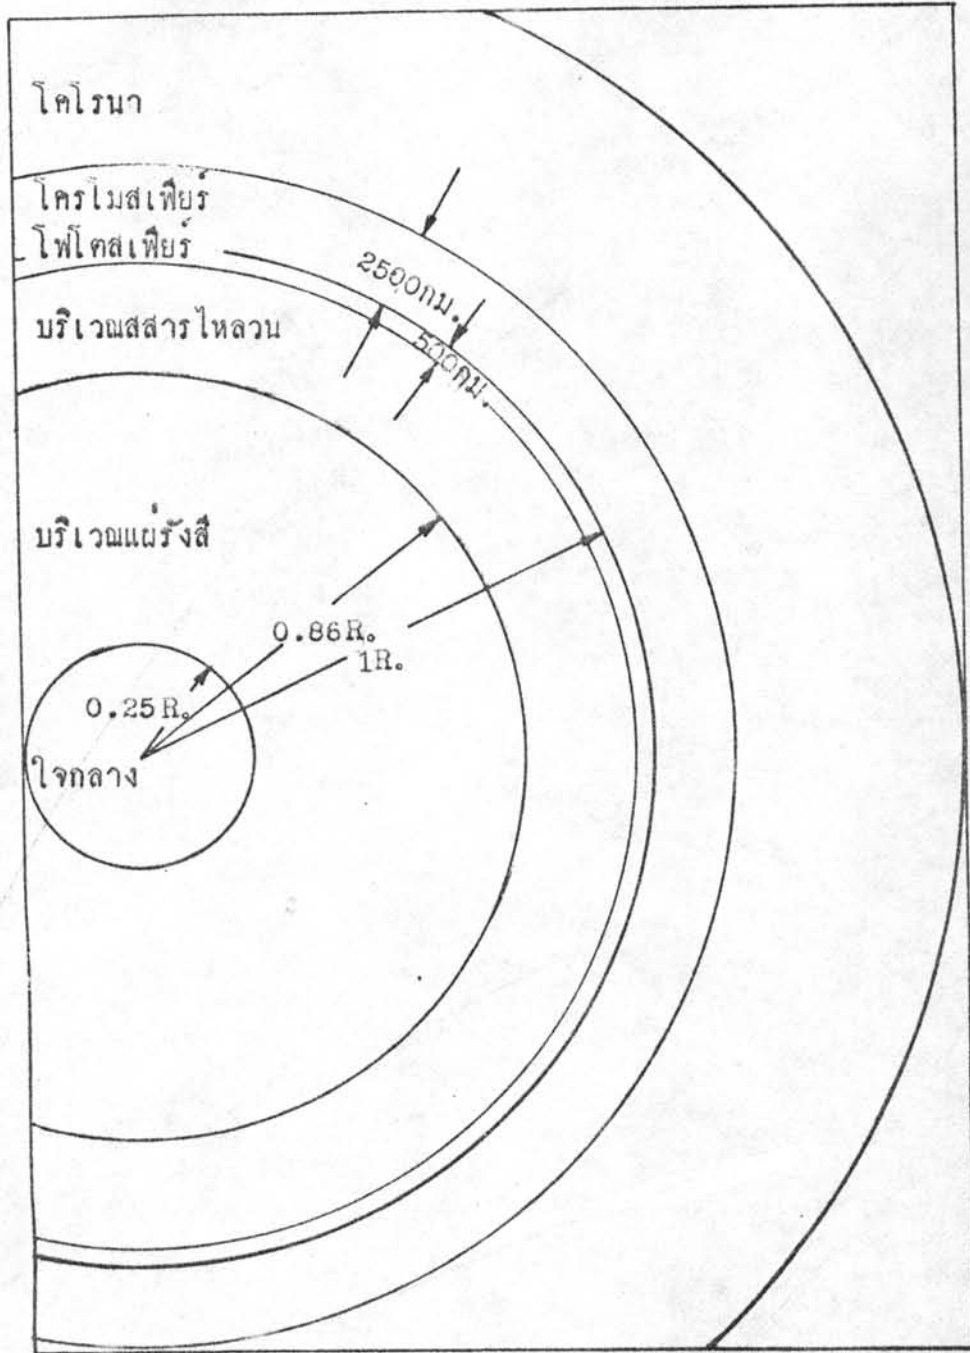 โคโรนา
โครโมสเฟียร์
โฟโตสเฟียร์
2500กม.
500กม.
บริเวณสสารไหลวน
บริเวณแผ่รังสี
0.86R.
1R.
0.25R.
ใจกลาง